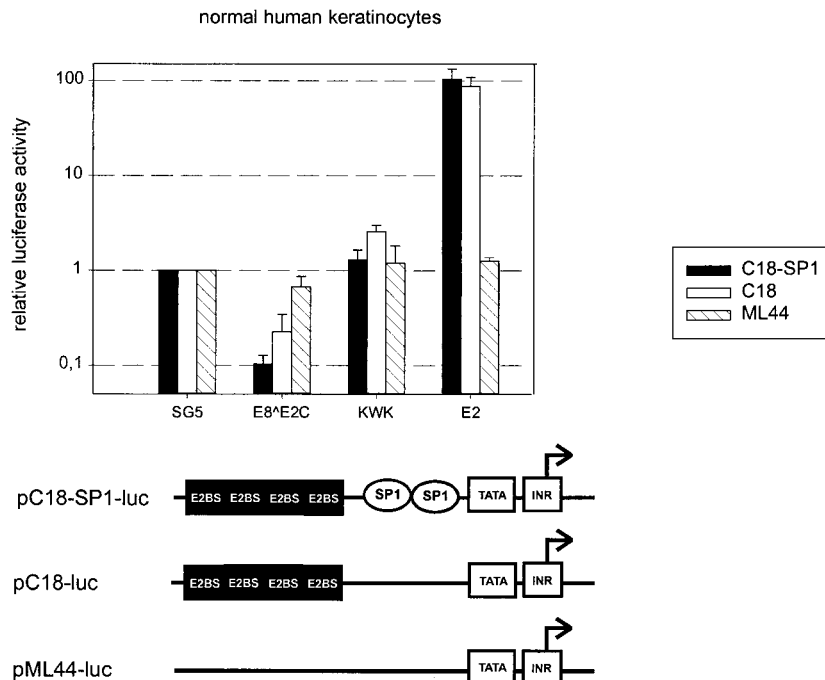 normal human keratinocytes
relative luciferase activity
100
10
1
0,1
SG5 E8^E2C KWK E2
C18-SP1
C18
ML44
pC18-SP1-luc
E2BS E2BS E2BS E2BS SP1 SP1 TATA INR
pC18-luc
E2BS E2BS E2BS E2BS TATA INR
pML44-luc
TATA INR